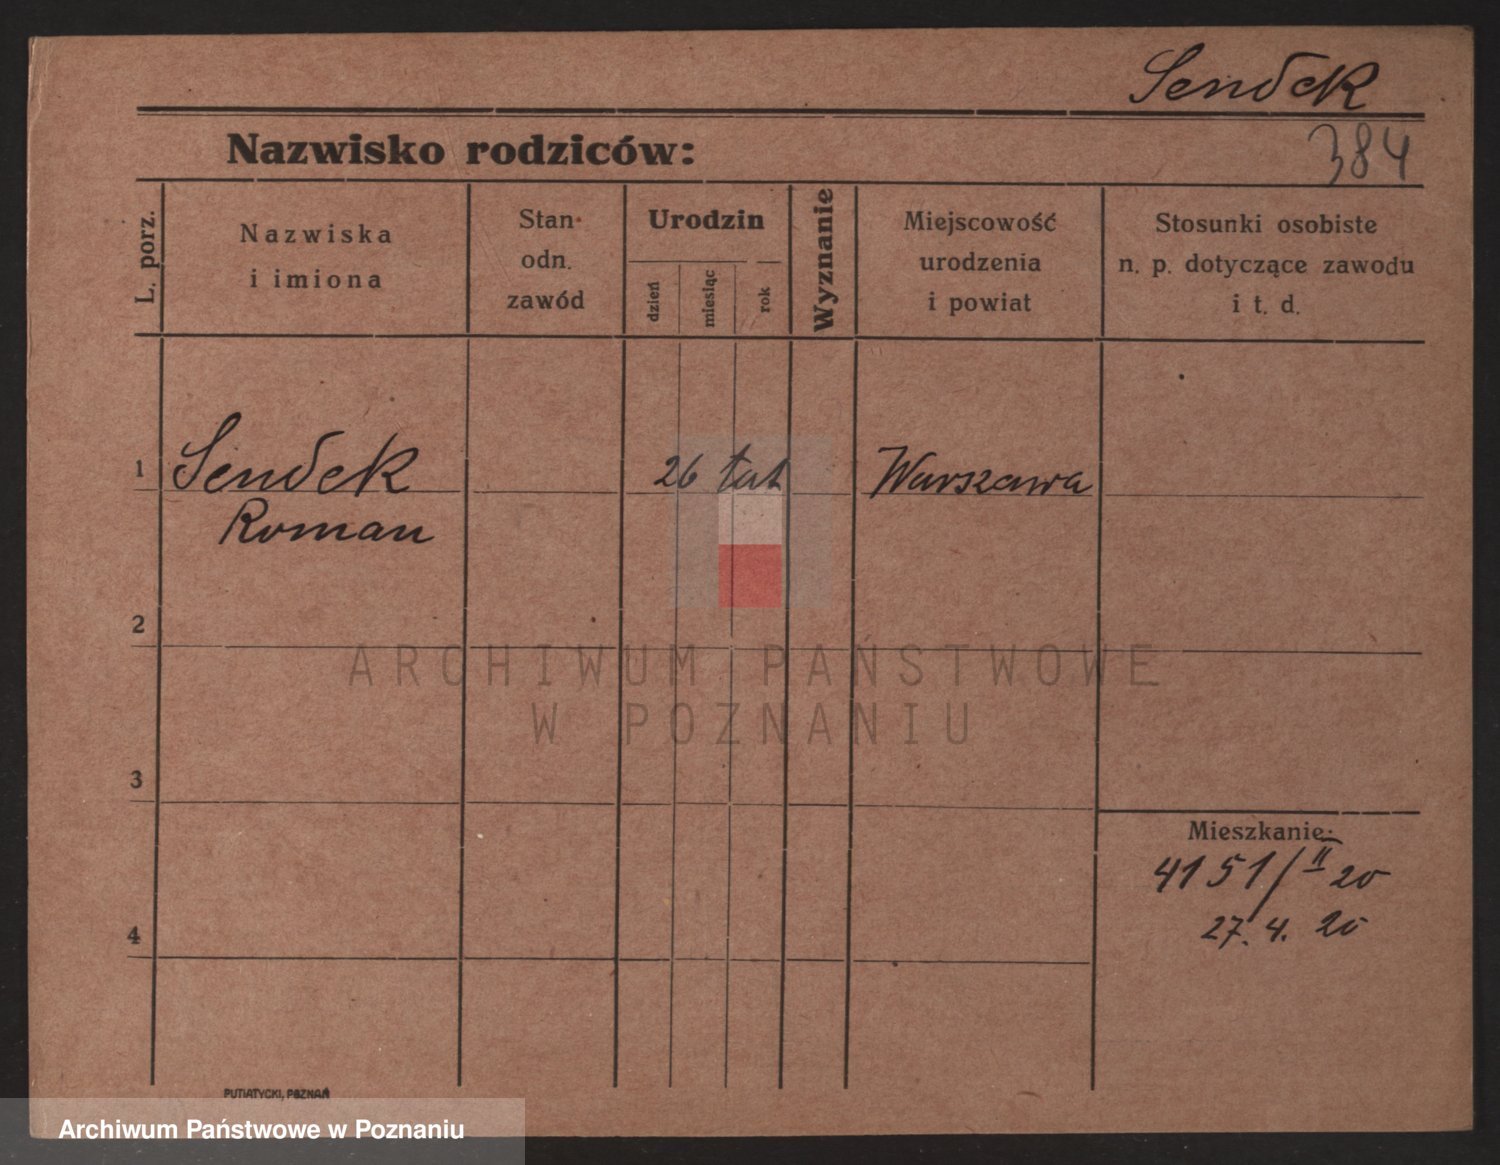 Sendek
384
Nazwisko rodziców:
L. porz.
Nazwiska
i imiona
Stan
odn.
zawód
Urodzin
dzień
miesiąc
rok
Wyznanie
Miejscowość
urodzenia
i powiat
Stosunki osobiste
n. p. dotyczące zawodu
i t. d.
1
Sendek
Roman
26 lat
Warszawa
2
3
4
Mieszkanie:
4151/II 20
27. 4. 20
PUTIATYCKI, POZNAŃ
ARCHIWUM PAŃSTWOWE
W POZNANIU
Archiwum Państwowe w Poznaniu